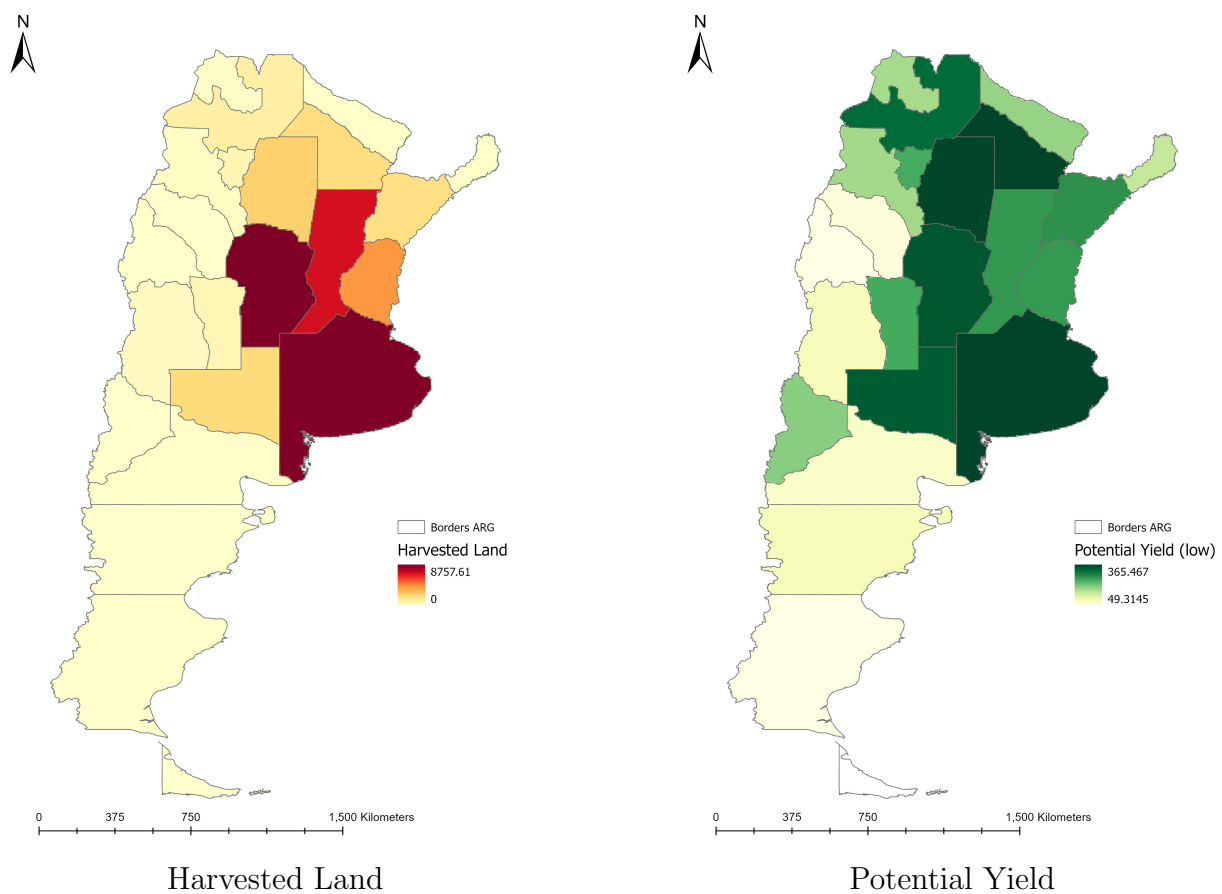 N
Borders ARG
Harvested Land
8757.61
0
0 375 750 1,500 Kilometers
Harvested Land
N
Borders ARG
Potential Yield (low)
365.467
49.3145
0 375 750 1,500 Kilometers
Potential Yield